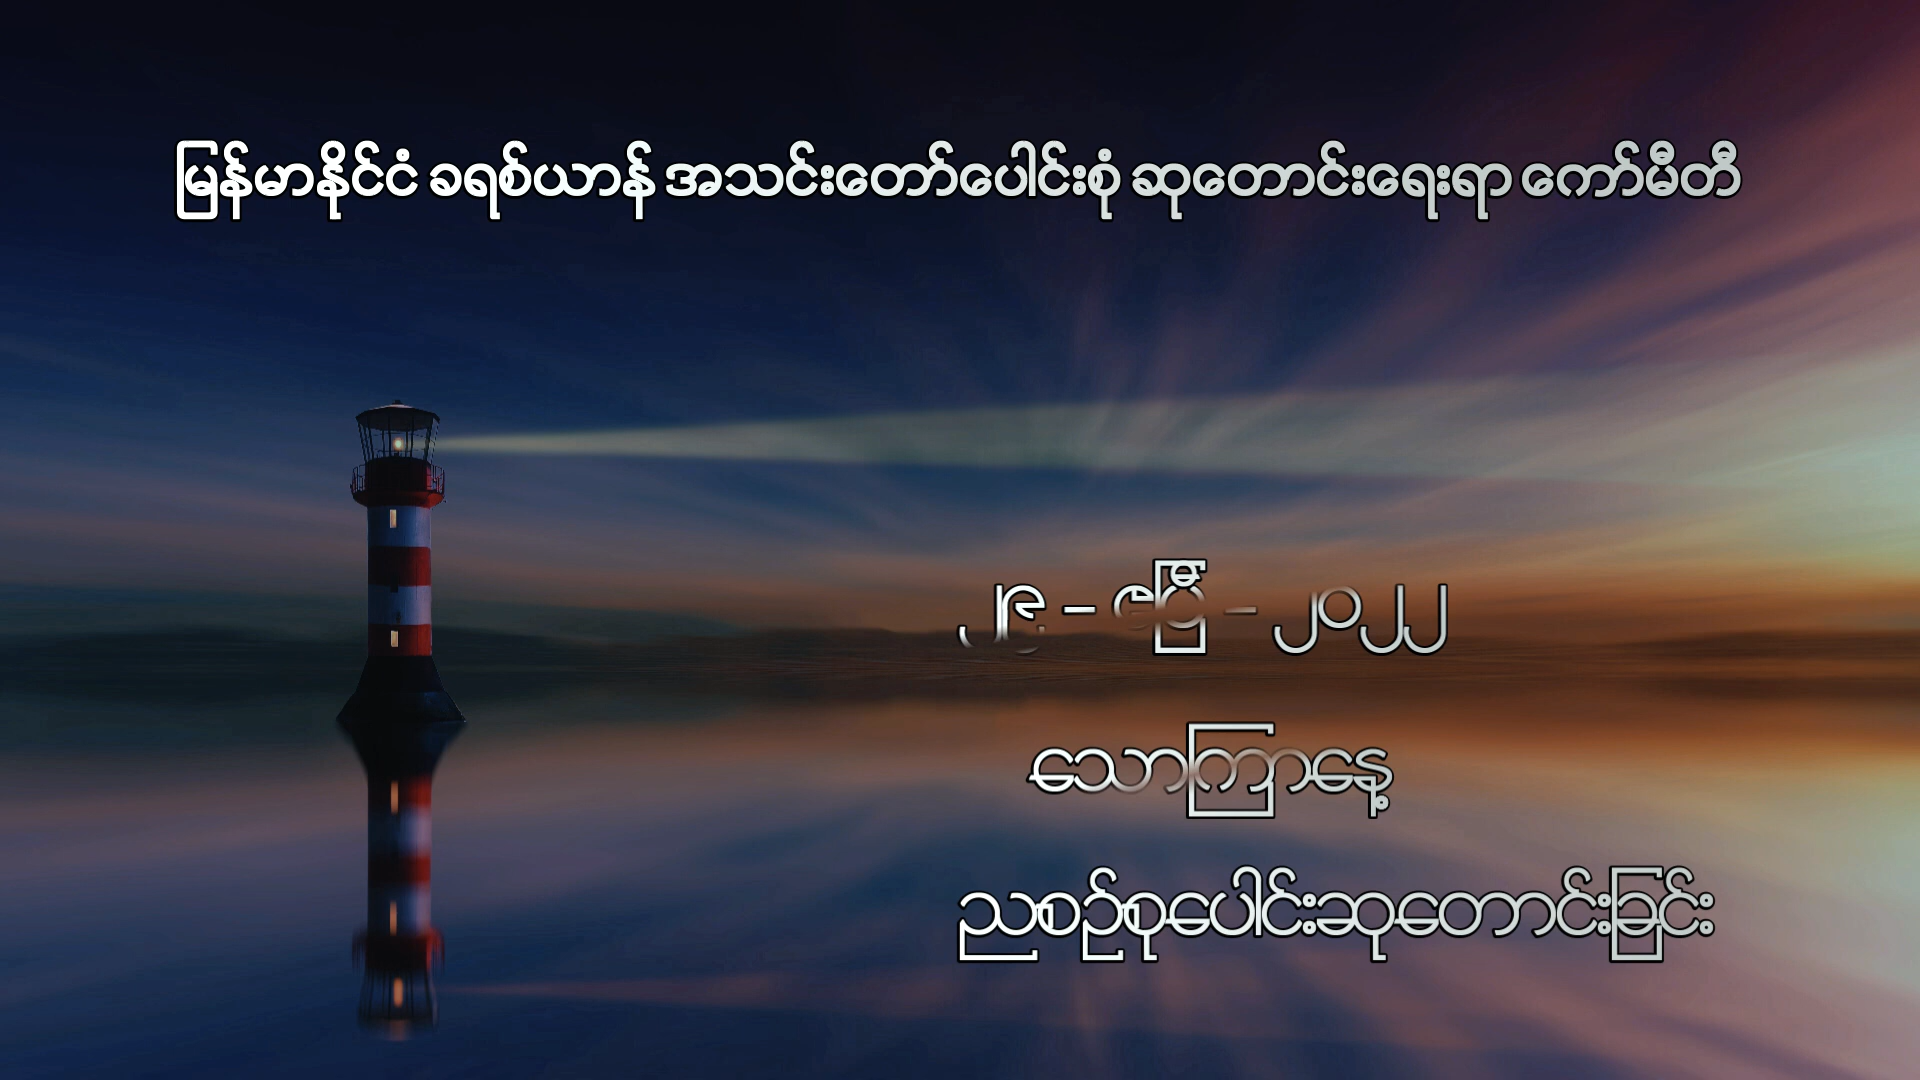 မြန်မာနိုင်ငံ ခရစ်ယာန် အသင်းတော်ပေါင်းစုံ ဆုတောင်းရေးရာ ကော်မီတီ
၂၉ – ဧပြီ – ၂၀၂၂
သောကြာနေ့
ညစဉ်စုပေါင်းဆုတောင်းခြင်း